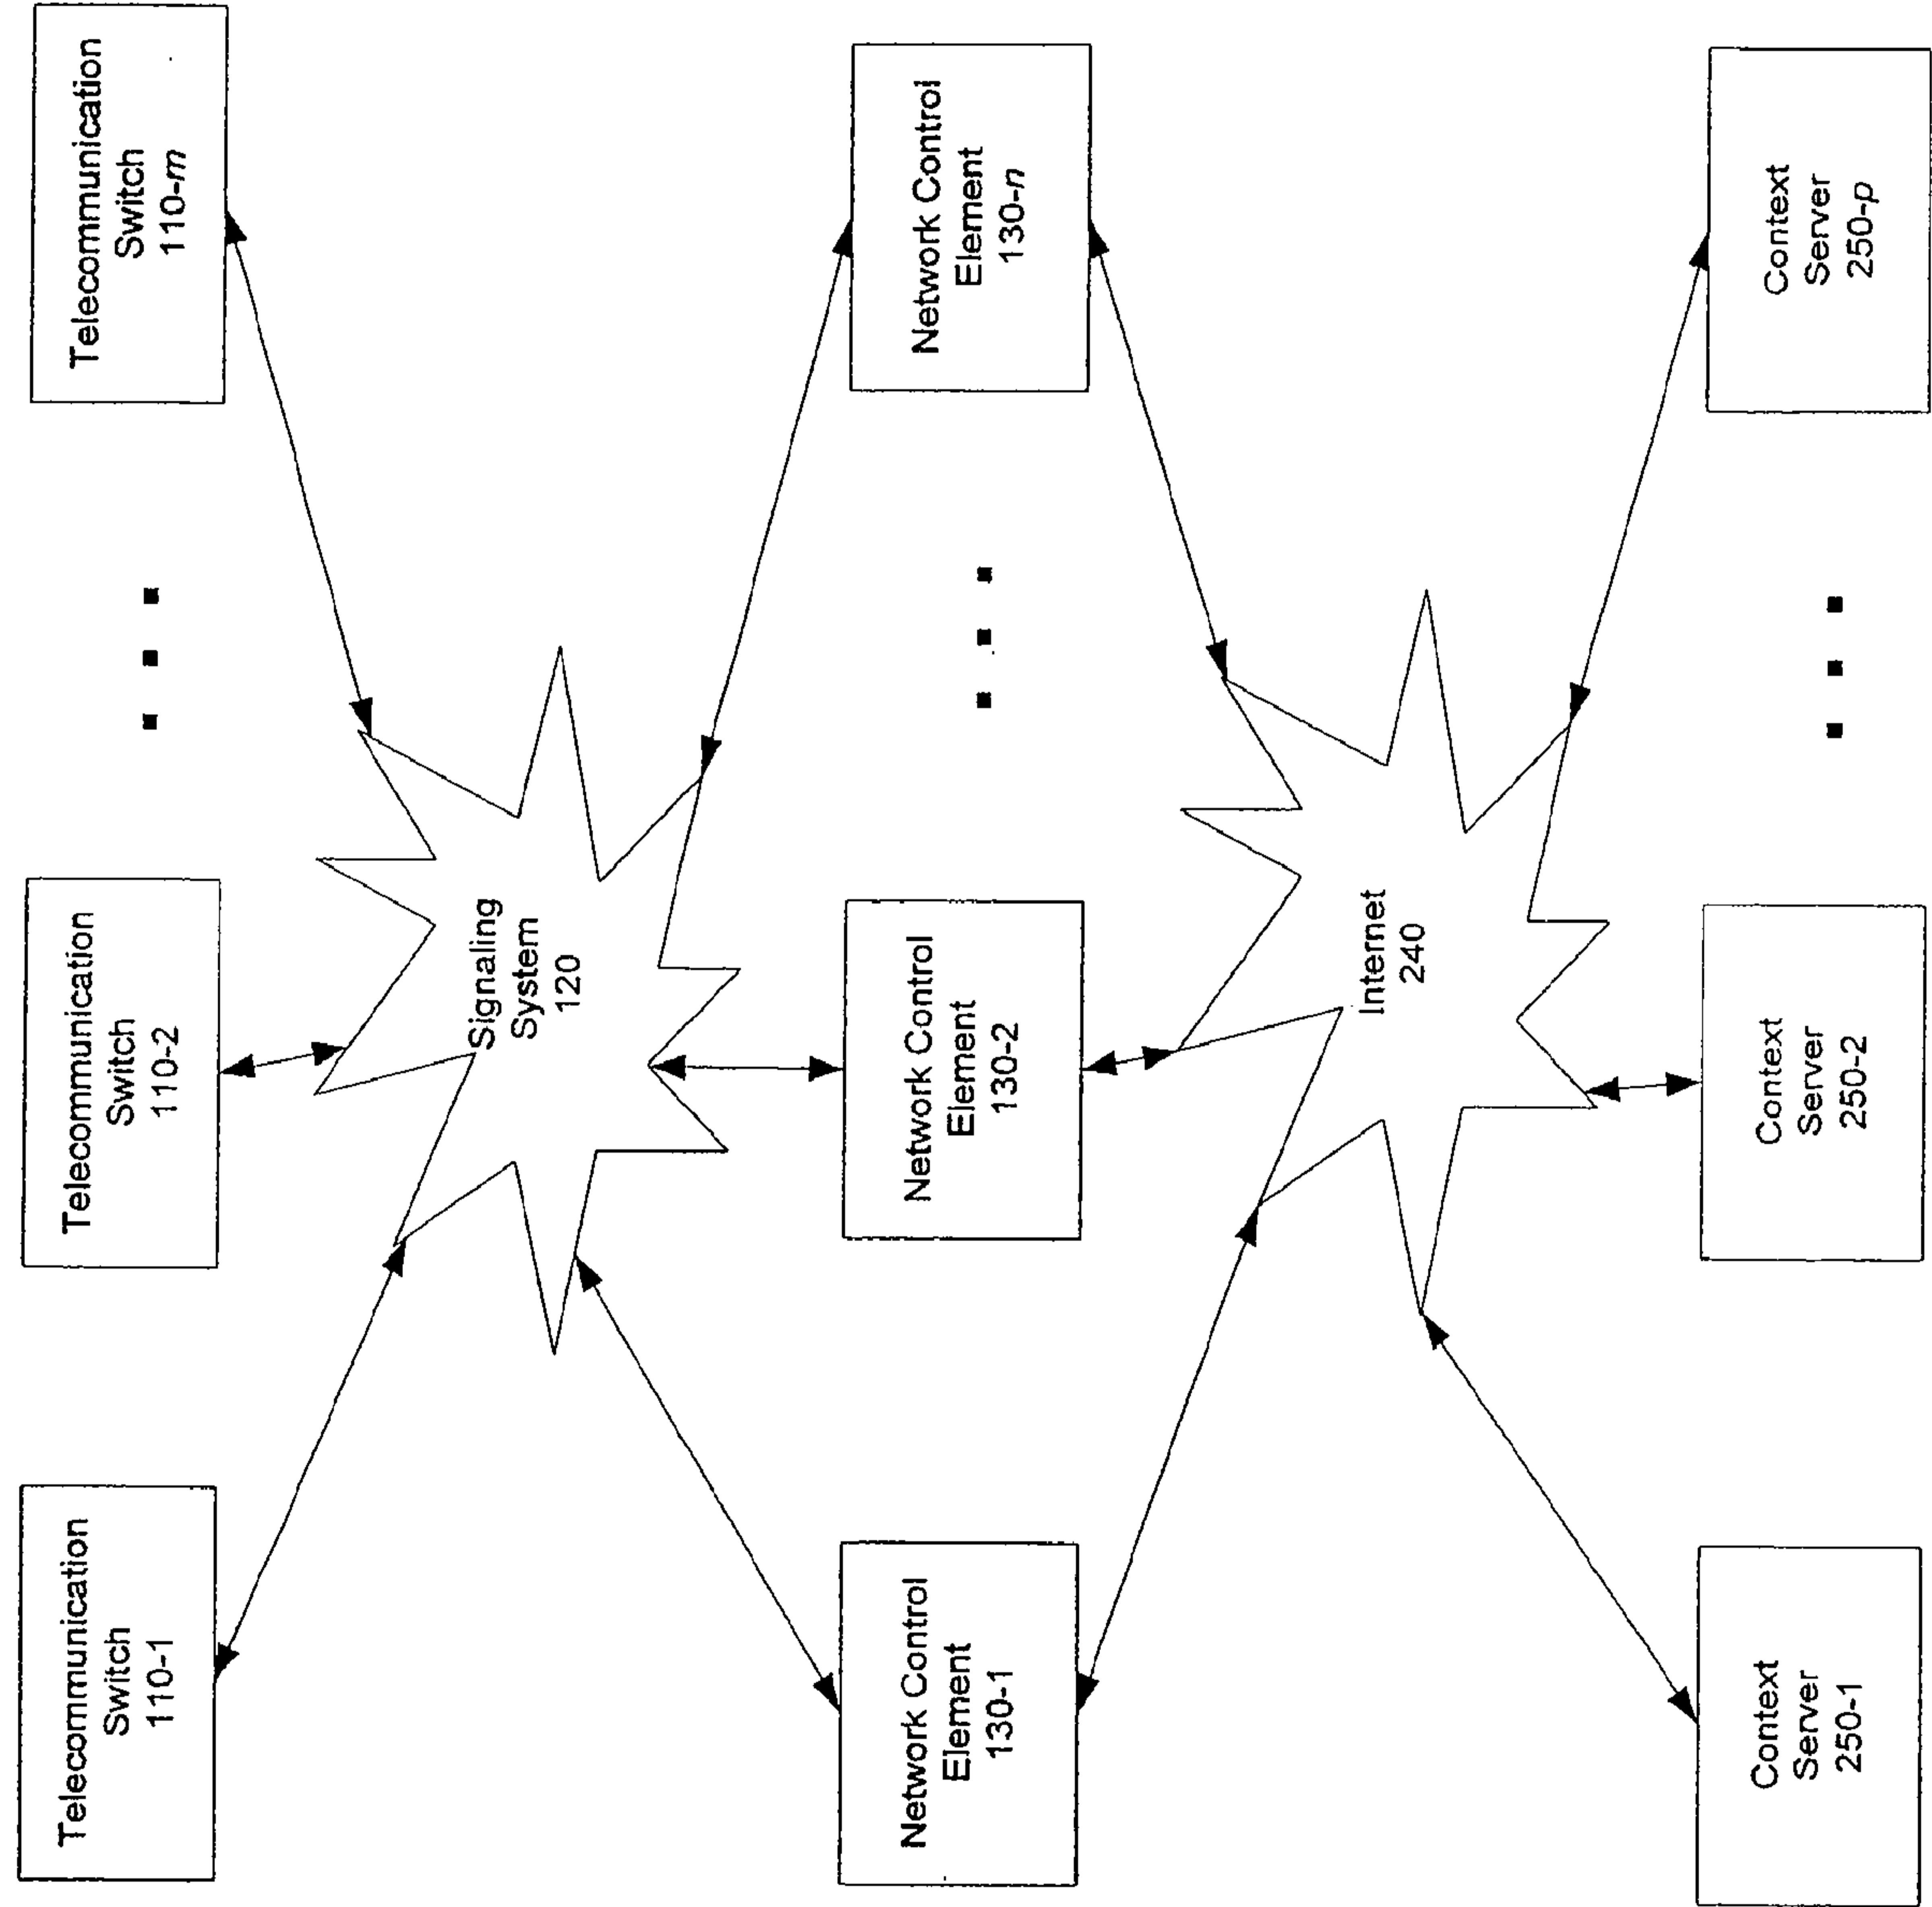 Telecommunication
Switch
110-1
Telecommunication
Switch
110-2
Telecommunication
Switch
110-m
Signaling
System
120
Network Control
Element
130-1
Network Control
Element
130-2
Network Control
Element
130-n
Internet
240
Context
Server
250-1
Context
Server
250-2
Context
Server
250-p